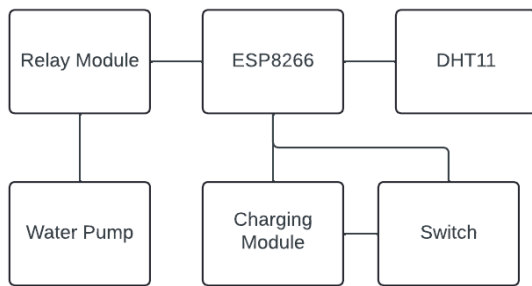 Relay Module
ESP8266
DHT11
Water Pump
Charging
Module
Switch